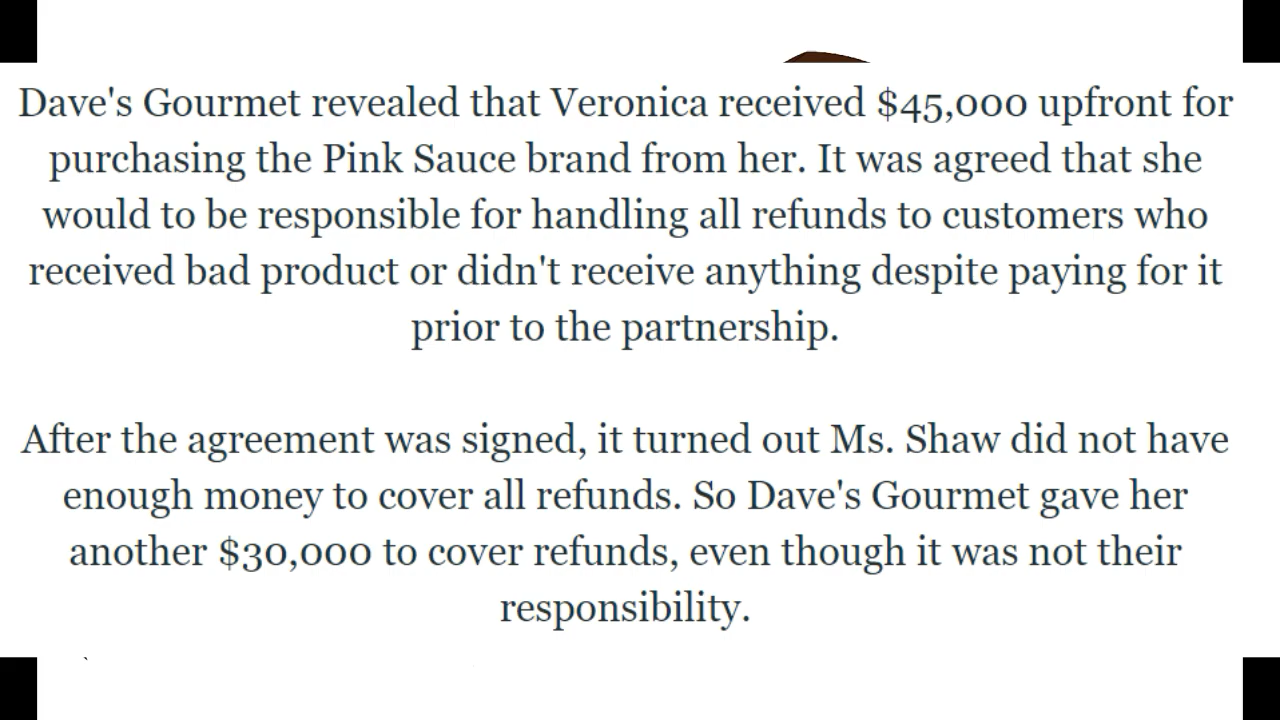 Dave's Gourmet revealed that Veronica received $45,000 upfront for
purchasing the Pink Sauce brand from her. It was agreed that she
would to be responsible for handling all refunds to customers who
received bad product or didn't receive anything despite paying for it
prior to the partnership.
After the agreement was signed, it turned out Ms. Shaw did not have
enough money to cover all refunds. So Dave's Gourmet gave her
another $30,000 to cover refunds, even though it was not their
responsibility.